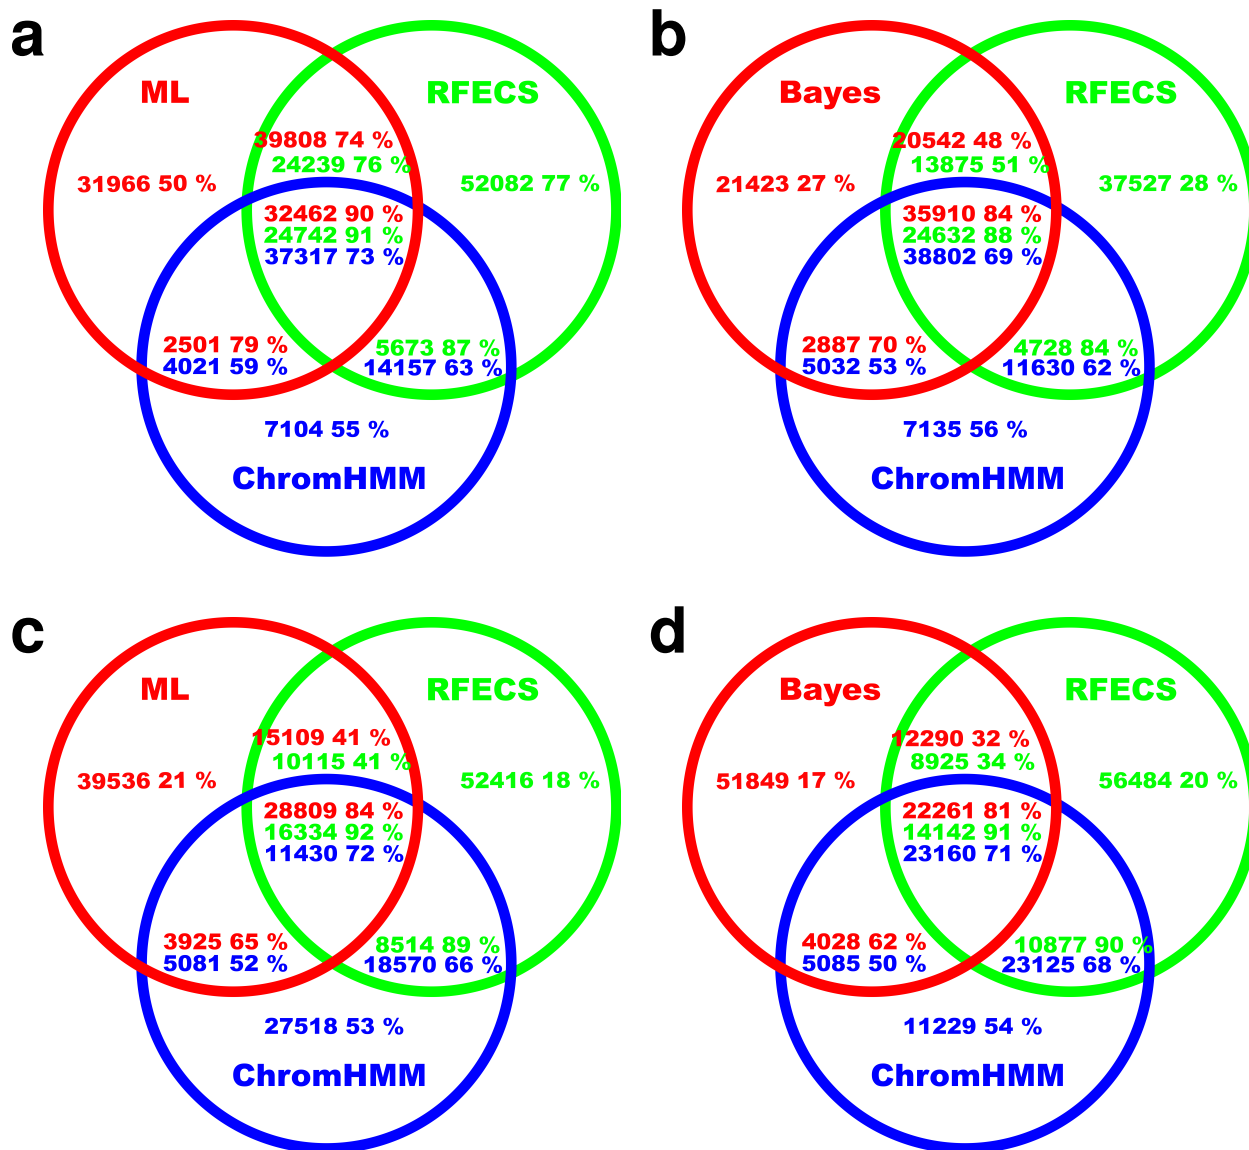 a
ML
RFECS
39808 74 %
24239 76 %
31966 50 %
52082 77 %
32462 90 %
24742 91 %
37317 73 %
2501 79 %
4021 59 %
5673 87 %
14157 63 %
7104 55 %
ChromHMM
b
Bayes
RFECS
20542 48 %
13875 51 %
21423 27 %
37527 28 %
35910 84 %
24632 88 %
38802 69 %
2887 70 %
5032 53 %
4728 84 %
11630 62 %
7135 56 %
ChromHMM
c
ML
RFECS
15109 41 %
10115 41 %
39536 21 %
52416 18 %
28809 84 %
16334 92 %
11430 72 %
3925 65 %
5081 52 %
8514 89 %
18570 66 %
27518 53 %
ChromHMM
d
Bayes
RFECS
12290 32 %
8925 34 %
51849 17 %
56484 20 %
22261 81 %
14142 91 %
23160 71 %
4028 62 %
5085 50 %
10877 90 %
23125 68 %
11229 54 %
ChromHMM